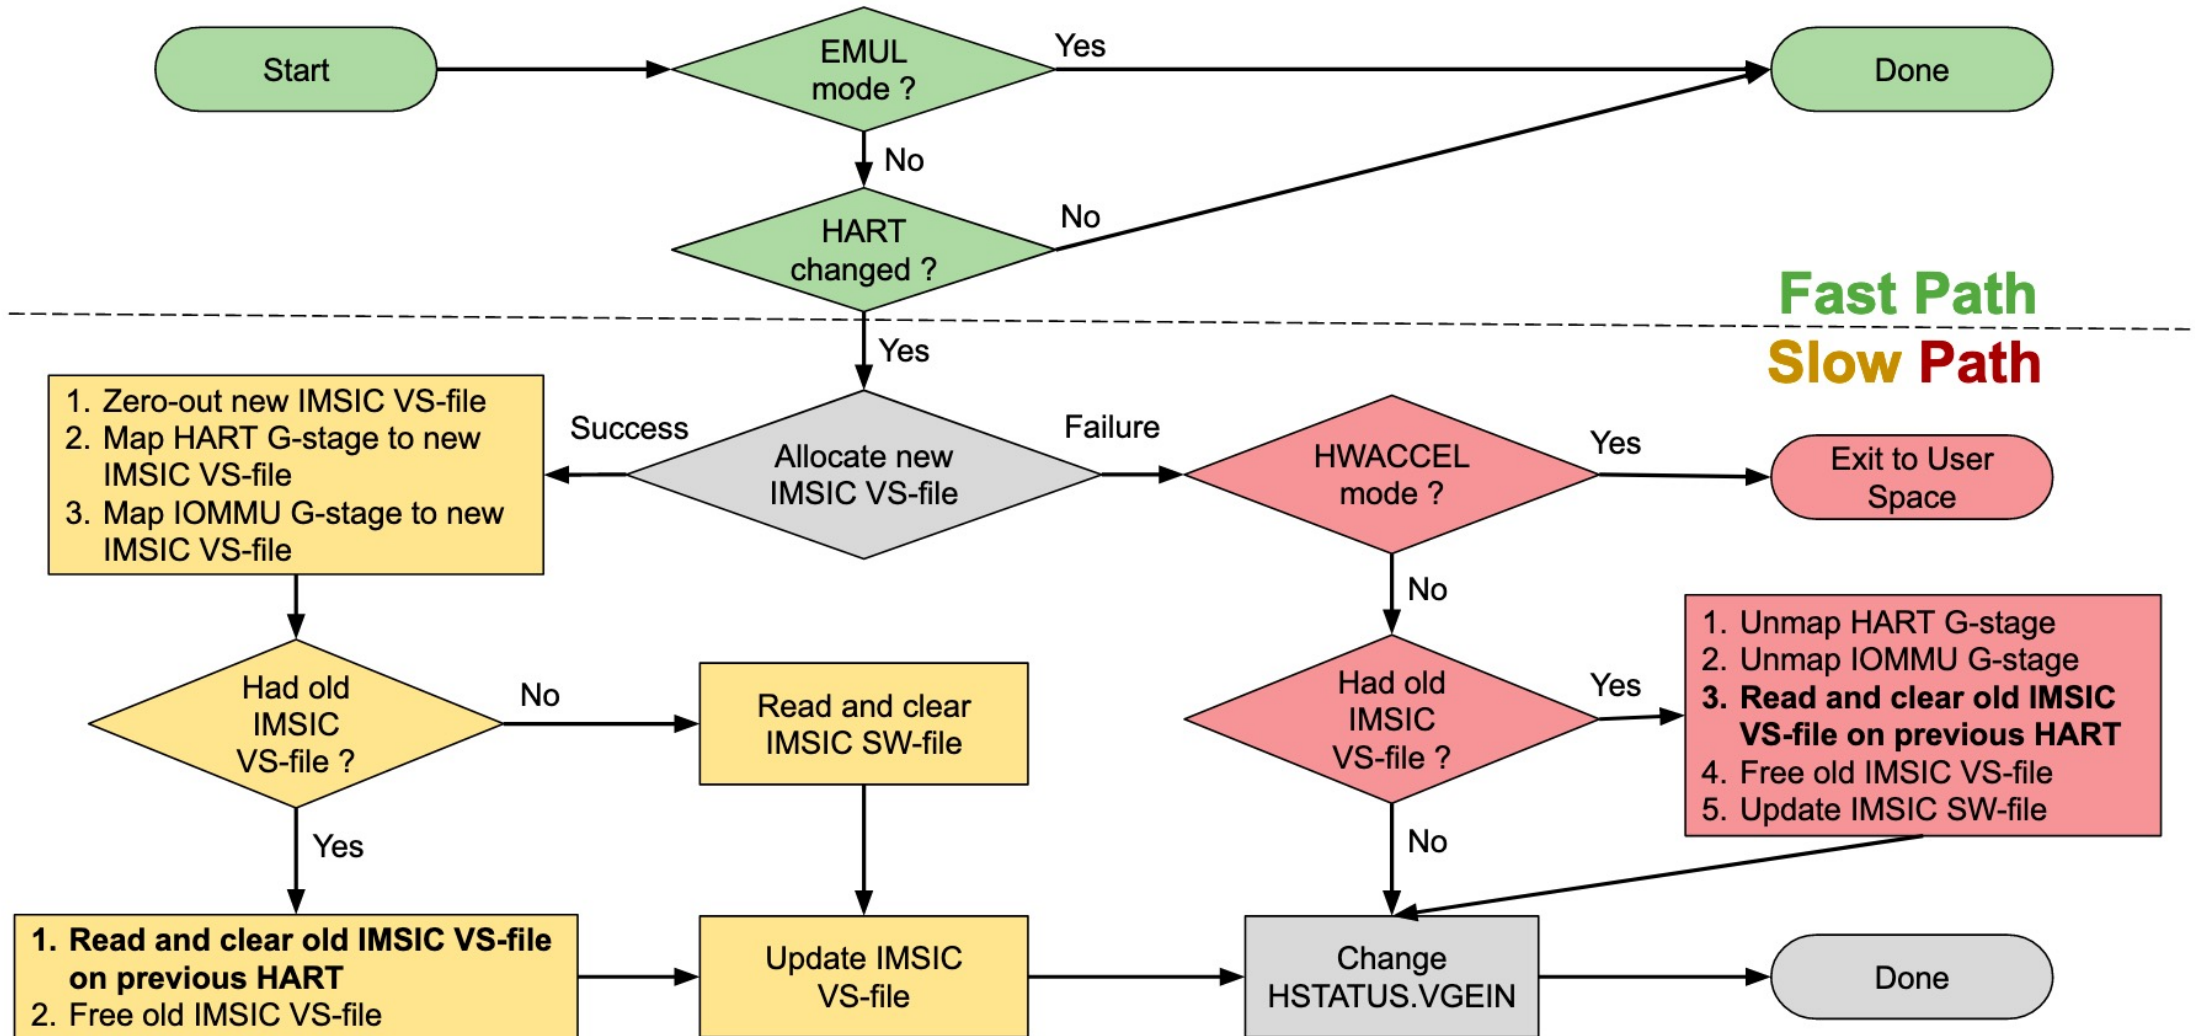 Start
EMUL
mode ?
Yes
Done
No
HART
changed ?
No
Fast Path
Yes
Slow Path
1. Zero-out new IMSIC VS-file
2. Map HART G-stage to new
IMSIC VS-file
3. Map IOMMU G-stage to new
IMSIC VS-file
Success
Allocate new
IMSIC VS-file
Failure
HWACCEL
mode ?
Yes
Exit to User
Space
No
Had old
IMSIC
VS-file ?
No
Read and clear
IMSIC SW-file
Had old
IMSIC
VS-file ?
Yes
1. Unmap HART G-stage
2. Unmap IOMMU G-stage
3. Read and clear old IMSIC
VS-file on previous HART
4. Free old IMSIC VS-file
5. Update IMSIC SW-file
Yes
No
1. Read and clear old IMSIC VS-file
on previous HART
2. Free old IMSIC VS-file
Update IMSIC
VS-file
Change
HSTATUS.VGEIN
Done